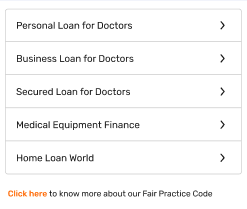 Personal Loan for Doctors
Business Loan for Doctors
Secured Loan for Doctors
Medical Equipment Finance
Home Loan World
Click here to know more about our Fair Practice Code